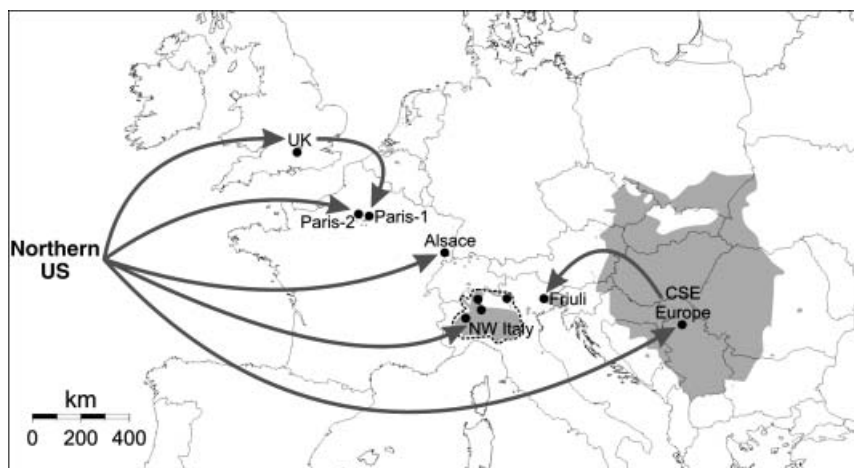 UK
Paris-2
Paris-1
Northern
US
Alsace
Friuli
CSE
Europe
NW Italy
km
0 200 400